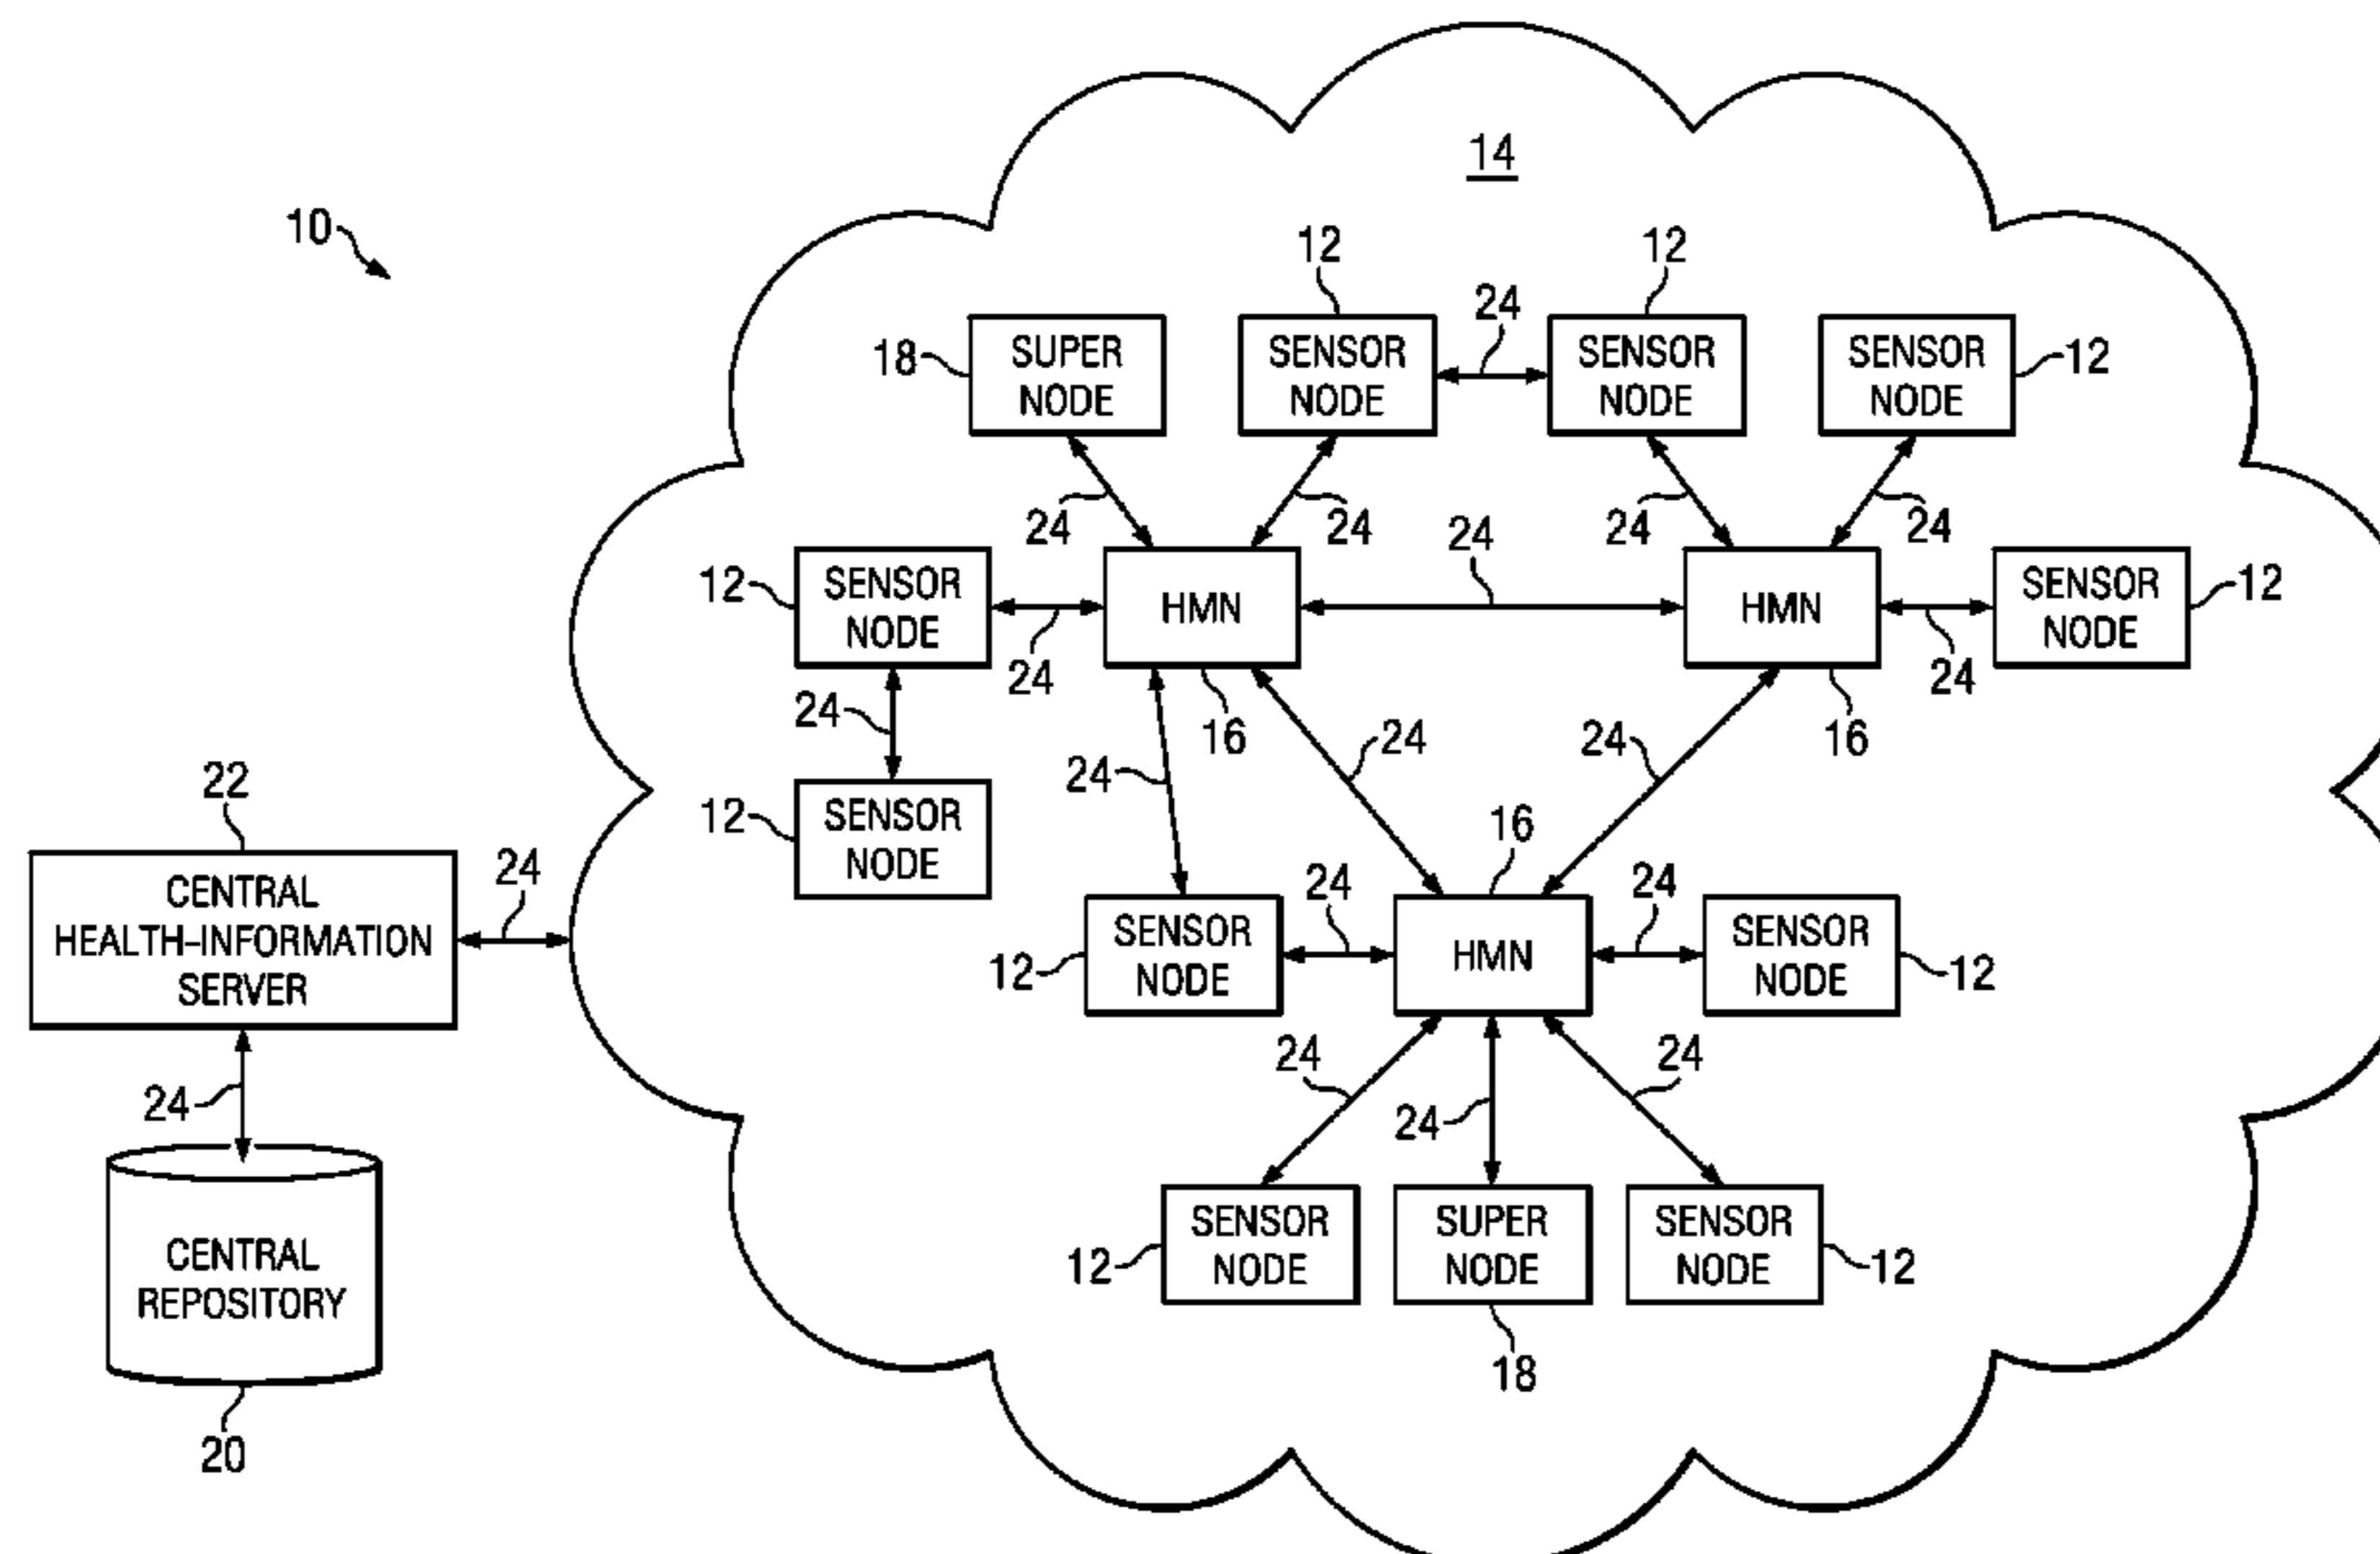 14
10
12
24
12
18
SUPER
NODE
SENSOR
NODE
SENSOR
NODE
SENSOR
NODE
12
24
24
24
24
24
12
SENSOR
NODE
24
HMN
HMN
24
SENSOR
NODE
12
24
16
24
24
16
24
12
SENSOR
NODE
22
CENTRAL
HEALTH-INFORMATION
SERVER
24
16
24
24
12
SENSOR
NODE
HMN
SENSOR
NODE
12
24
24
24
24
CENTRAL
REPOSITORY
20
12
SENSOR
NODE
SUPER
NODE
SENSOR
NODE
12
18